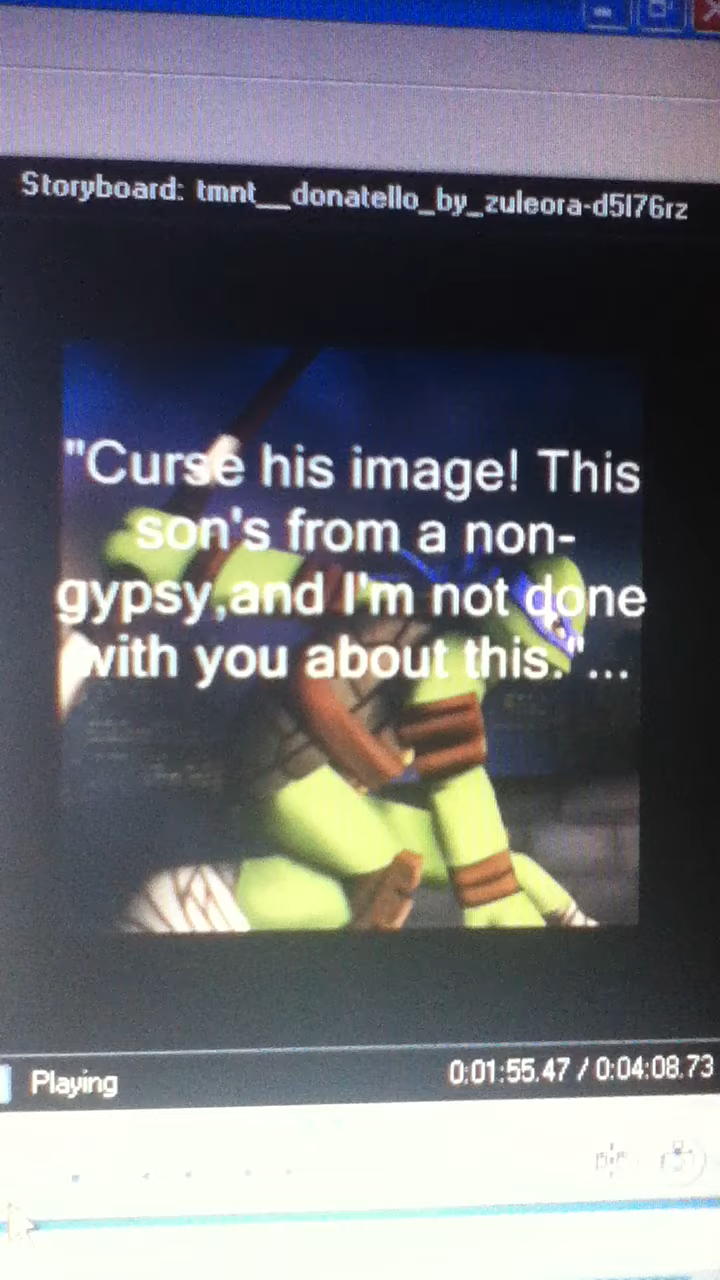 Storyboard: tmnt__donatello_by_zuleora-d5l76rz
"Curse his image! This
son's from a non-
gypsy,and I'm not done
with you about this."...
Playing
0:01:55.47 / 0:04:08.73